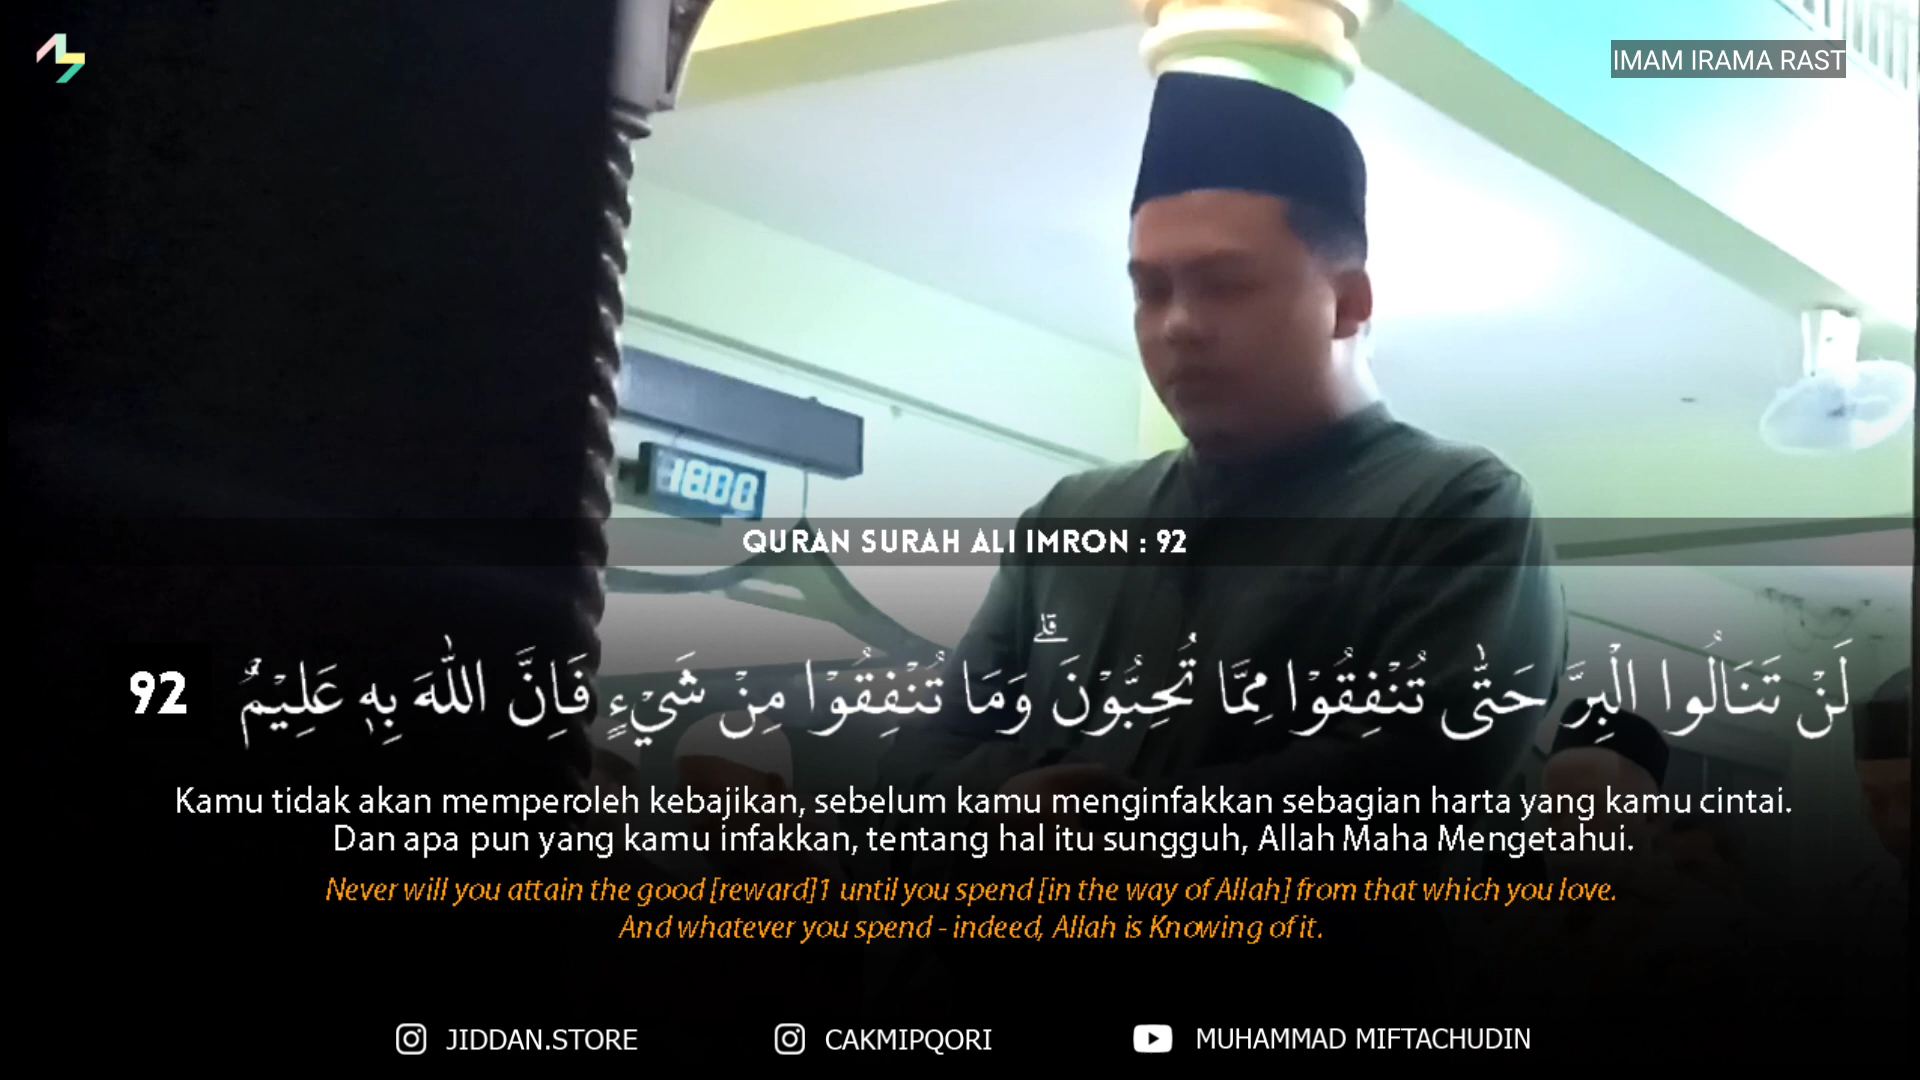 IMAM IRAMA RAST
18:00
QURAN SURAH ALI IMRON : 92
92
لَنْ تَنَالُوا الْبِرَّ حَتّٰى تُنْفِقُوْا مِمَّا تُحِبُّوْنَ ۗوَمَا تُنْفِقُوْا مِنْ شَيْءٍ فَاِنَّ اللّٰهَ بِهٖ عَلِيْمٌ
Kamu tidak akan memperoleh kebajikan, sebelum kamu menginfakkan sebagian harta yang kamu cintai.
Dan apa pun yang kamu infakkan, tentang hal itu sungguh, Allah Maha Mengetahui.
Never will you attain the good [reward]1 until you spend [in the way of Allah] from that which you love.
And whatever you spend - indeed, Allah is Knowing of it.
JIDDAN.STORE
CAKMIPQORI
MUHAMMAD MIFTACHUDIN